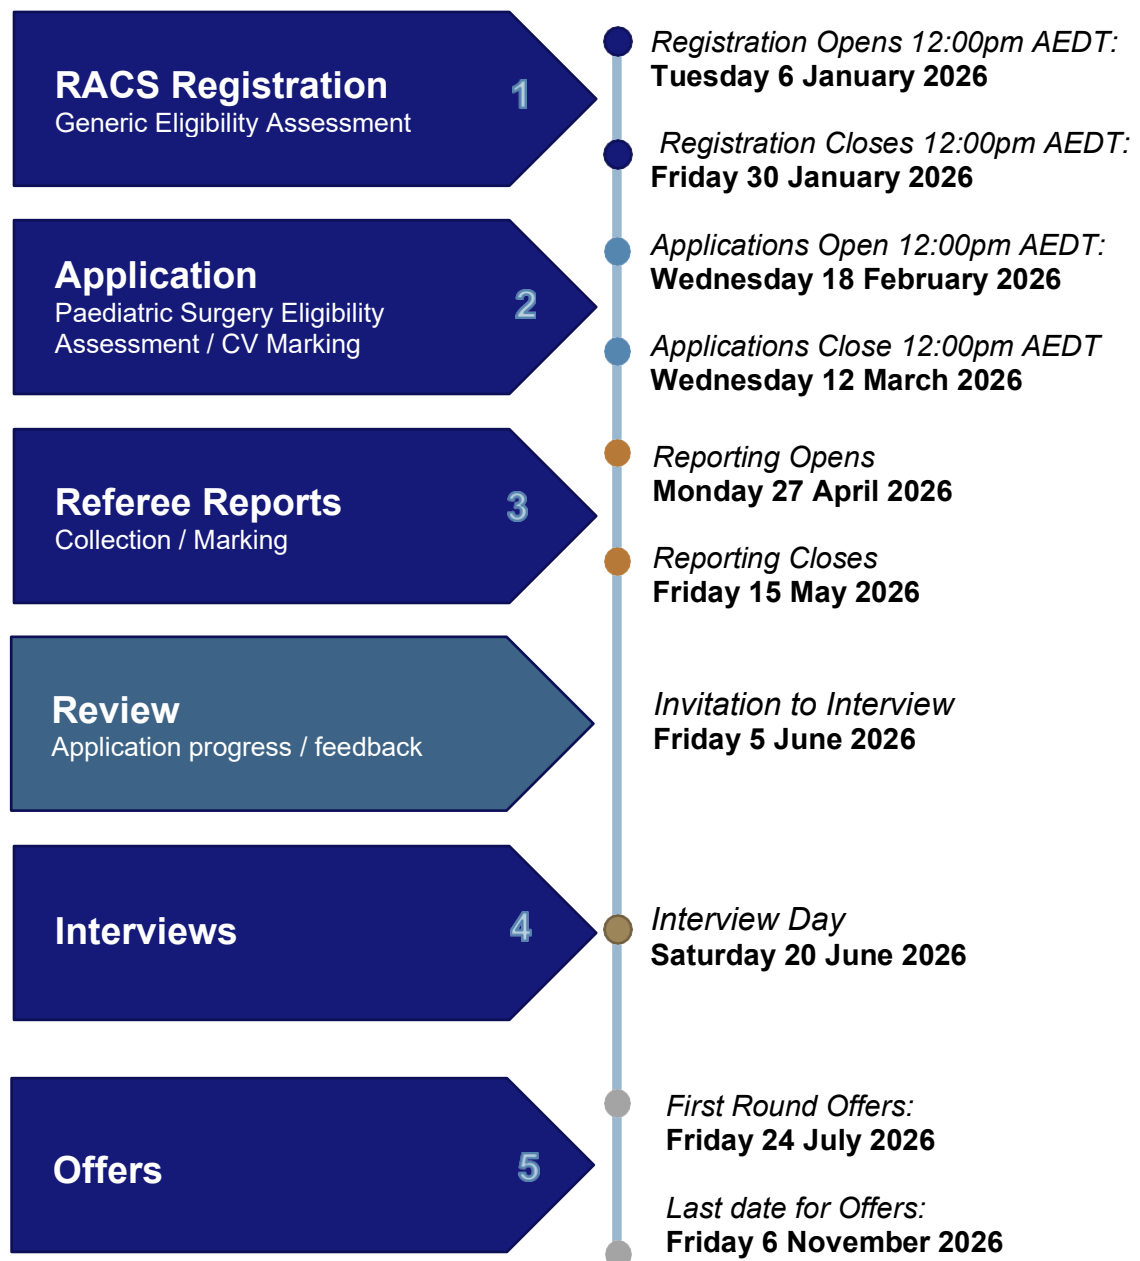 RACS Registration
Generic Eligibility Assessment
1
Registration Opens 12:00pm AEDT:
Tuesday 6 January 2026
Registration Closes 12:00pm AEDT:
Friday 30 January 2026
Application
Paediatric Surgery Eligibility
Assessment / CV Marking
2
Applications Open 12:00pm AEDT:
Wednesday 18 February 2026
Applications Close 12:00pm AEDT
Wednesday 12 March 2026
Referee Reports
Collection / Marking
3
Reporting Opens
Monday 27 April 2026
Reporting Closes
Friday 15 May 2026
Review
Application progress / feedback
Invitation to Interview
Friday 5 June 2026
Interviews
4
Interview Day
Saturday 20 June 2026
Offers
5
First Round Offers:
Friday 24 July 2026
Last date for Offers:
Friday 6 November 2026